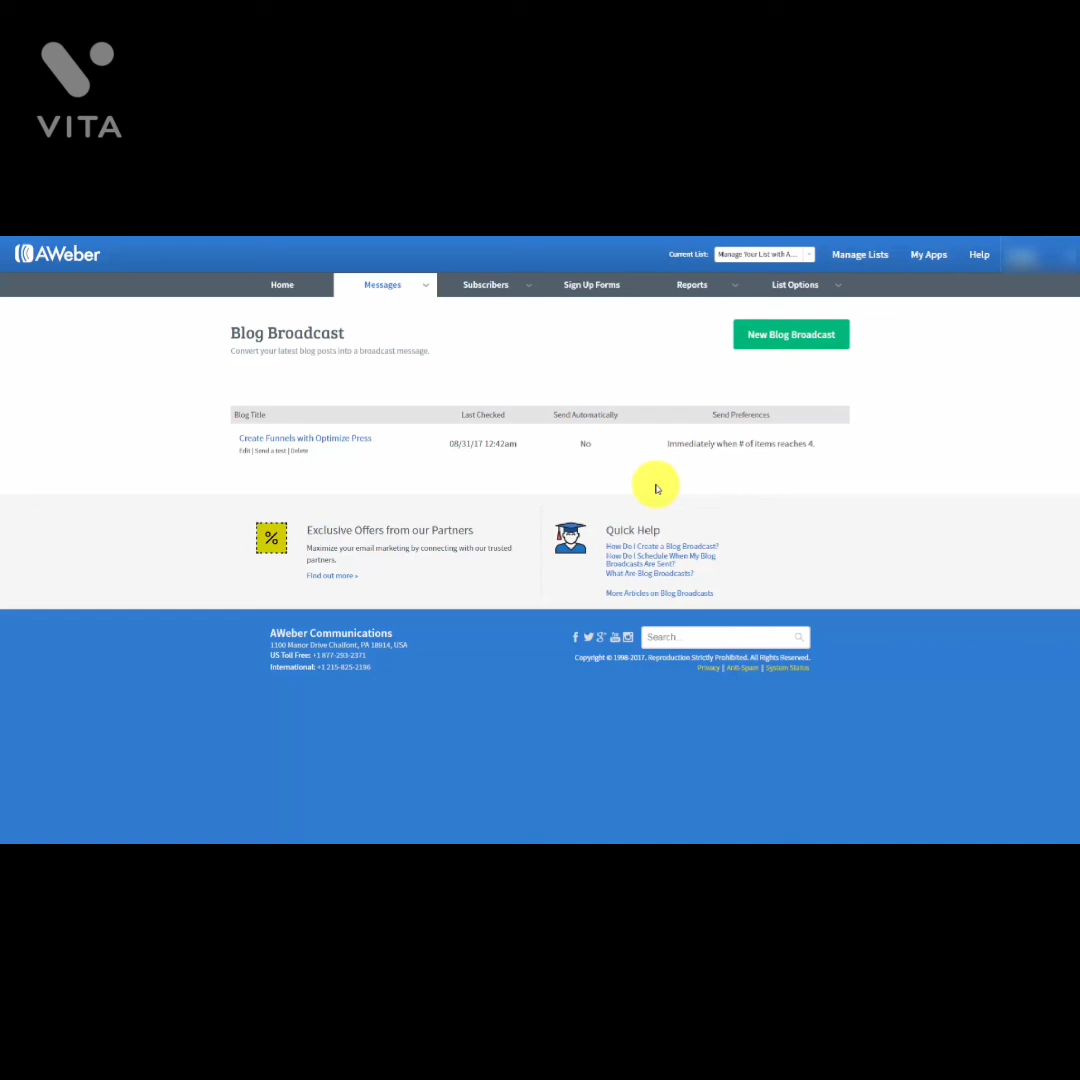 VITA
AWeber
Current List: Manage Your List with A... Manage Lists My Apps Help
Home Messages Subscribers Sign Up Forms Reports List Options
Blog Broadcast
New Blog Broadcast
Convert your latest blog posts into a broadcast message.
Blog Title Last Checked Send Automatically Send Preferences
Create Funnels with Optimize Press 08/31/17 12:42am No Immediately when # of items reaches 4.
Edit | Send a test | Delete
%
Exclusive Offers from our Partners
Maximize your email marketing by connecting with our trusted
partners.
Find out more »
Quick Help
How Do I Create a Blog Broadcast?
How Do I Schedule When My Blog
Broadcasts Are Sent?
What Are Blog Broadcasts?
More Articles on Blog Broadcasts
AWeber Communications
1100 Manor Drive Chalfont, PA 18914, USA
US Toll Free: +1 877-293-2371
International: +1 215-825-2196
Search...
Copyright © 1998-2017. Reproduction Strictly Prohibited. All Rights Reserved.
Privacy | Anti-Spam | System Status